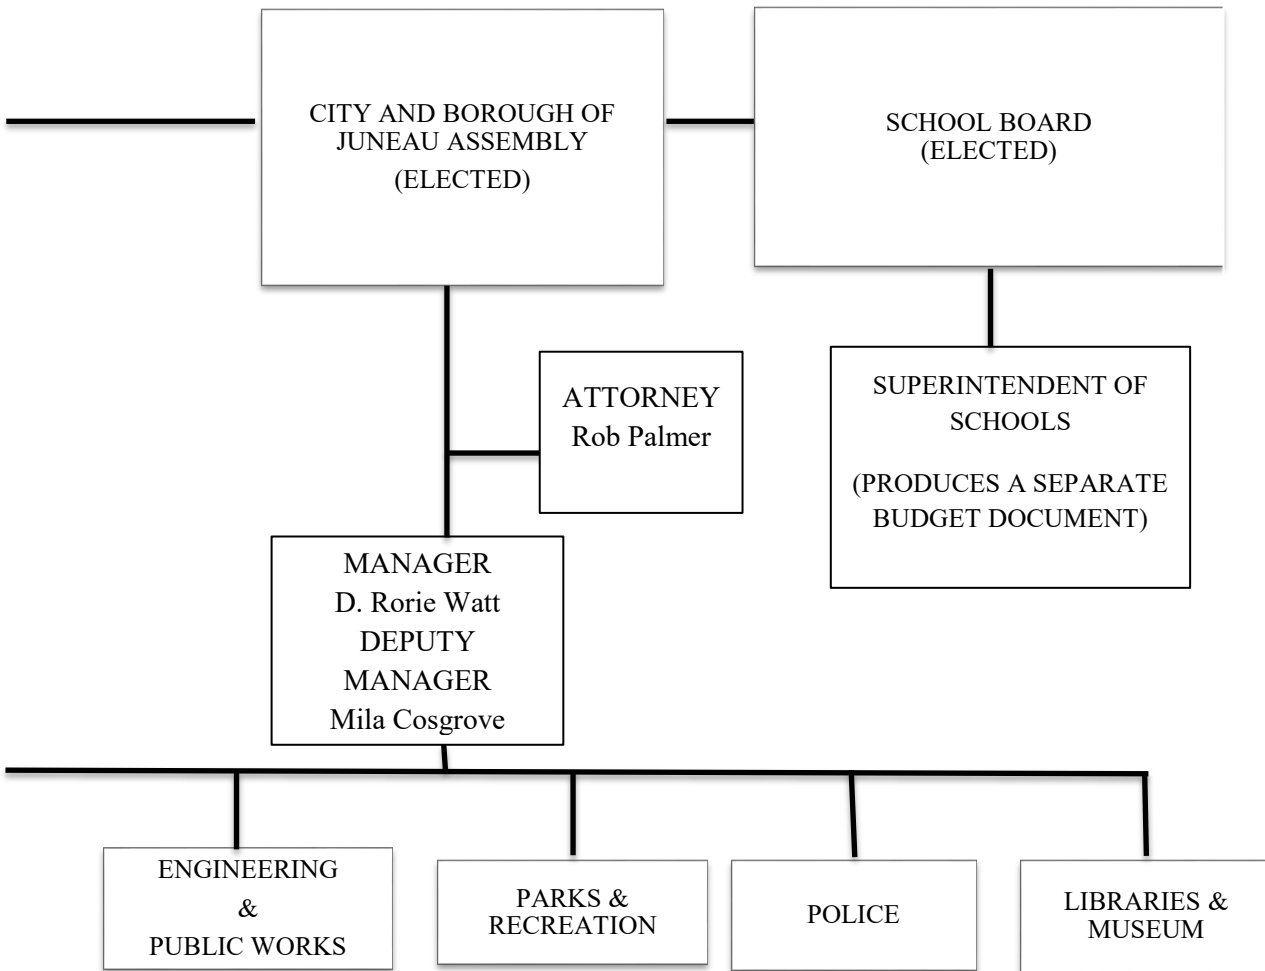 CITY AND BOROUGH OF
JUNEAU ASSEMBLY
(ELECTED)
SCHOOL BOARD
(ELECTED)
ATTORNEY
Rob Palmer
SUPERINTENDENT OF
SCHOOLS
(PRODUCES A SEPARATE
BUDGET DOCUMENT)
MANAGER
D. Rorie Watt
DEPUTY
MANAGER
Mila Cosgrove
ENGINEERING
&
PUBLIC WORKS
PARKS &
RECREATION
POLICE
LIBRARIES &
MUSEUM